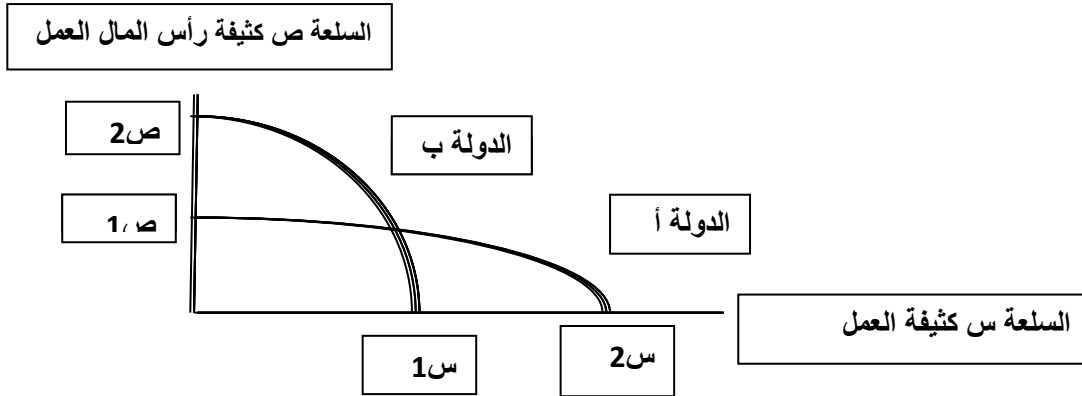 السلعة ص كثيفة رأس المال العمل
ص2
الدولة ب
ص1
الدولة أ
السلعة س كثيفة العمل
س1
س2